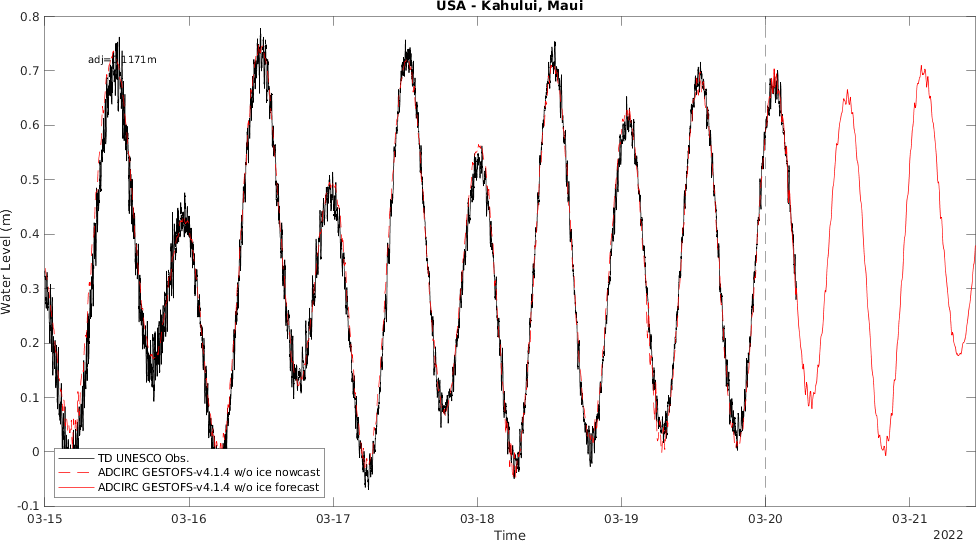 USA - Kahului, Maui
0.8
adj=0.1171m
0.7
0.6
0.5
0.4
0.3
0.2
0.1
0
-0.1
Water Level (m)
TD UNESCO Obs.
ADCIRC GESTOFS-v4.1.4 w/o ice nowcast
ADCIRC GESTOFS-v4.1.4 w/o ice forecast
03-15 03-16 03-17 03-18 03-19 03-20 03-21
Time
2022